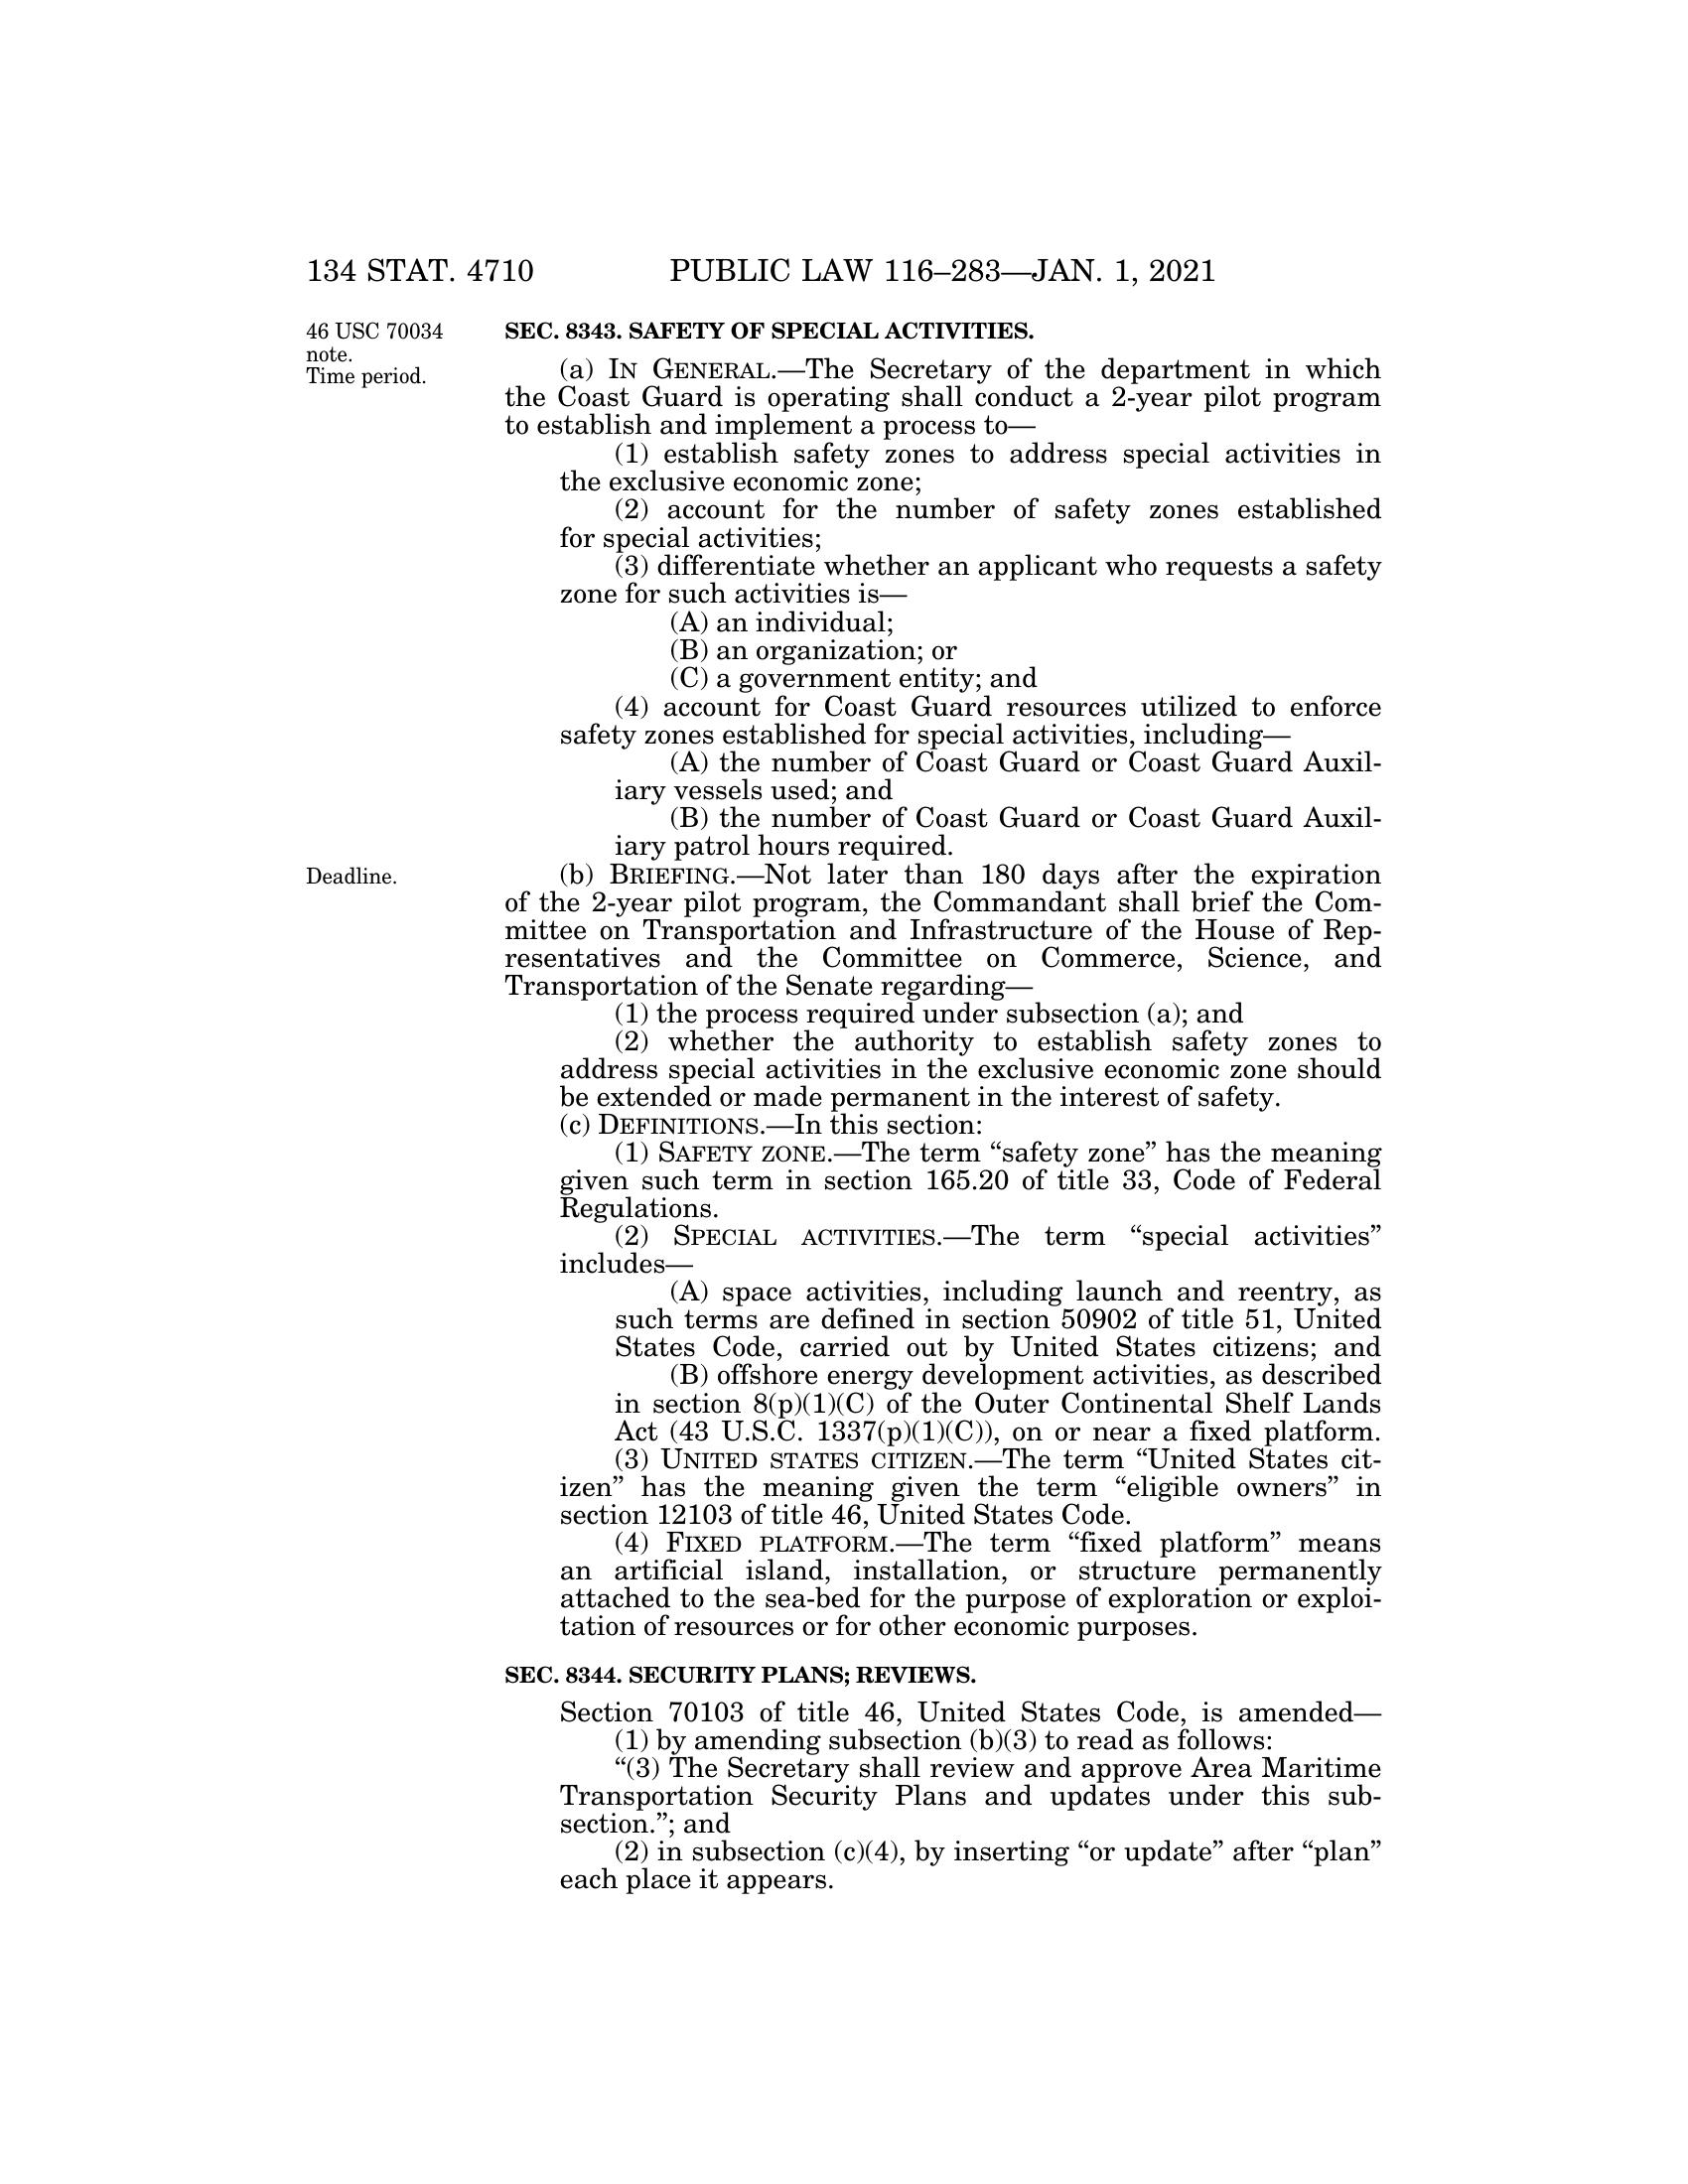 134 STAT. 4710
PUBLIC LAW 116–283—JAN. 1, 2021
46 USC 70034
note.
Time period.
SEC. 8343. SAFETY OF SPECIAL ACTIVITIES.
(a) IN GENERAL.—The Secretary of the department in which
the Coast Guard is operating shall conduct a 2-year pilot program
to establish and implement a process to—
(1) establish safety zones to address special activities in
the exclusive economic zone;
(2) account for the number of safety zones established
for special activities;
(3) differentiate whether an applicant who requests a safety
zone for such activities is—
(A) an individual;
(B) an organization; or
(C) a government entity; and
(4) account for Coast Guard resources utilized to enforce
safety zones established for special activities, including—
(A) the number of Coast Guard or Coast Guard Auxil-
iary vessels used; and
(B) the number of Coast Guard or Coast Guard Auxil-
iary patrol hours required.
Deadline.
(b) BRIEFING.—Not later than 180 days after the expiration
of the 2-year pilot program, the Commandant shall brief the Com-
mittee on Transportation and Infrastructure of the House of Rep-
resentatives and the Committee on Commerce, Science, and
Transportation of the Senate regarding—
(1) the process required under subsection (a); and
(2) whether the authority to establish safety zones to
address special activities in the exclusive economic zone should
be extended or made permanent in the interest of safety.
(c) DEFINITIONS.—In this section:
(1) SAFETY ZONE.—The term “safety zone” has the meaning
given such term in section 165.20 of title 33, Code of Federal
Regulations.
(2) SPECIAL ACTIVITIES.—The term “special activities”
includes—
(A) space activities, including launch and reentry, as
such terms are defined in section 50902 of title 51, United
States Code, carried out by United States citizens; and
(B) offshore energy development activities, as described
in section 8(p)(1)(C) of the Outer Continental Shelf Lands
Act (43 U.S.C. 1337(p)(1)(C)), on or near a fixed platform.
(3) UNITED STATES CITIZEN.—The term “United States cit-
izen” has the meaning given the term “eligible owners” in
section 12103 of title 46, United States Code.
(4) FIXED PLATFORM.—The term “fixed platform” means
an artificial island, installation, or structure permanently
attached to the sea-bed for the purpose of exploration or exploi-
tation of resources or for other economic purposes.
SEC. 8344. SECURITY PLANS; REVIEWS.
Section 70103 of title 46, United States Code, is amended—
(1) by amending subsection (b)(3) to read as follows:
“(3) The Secretary shall review and approve Area Maritime
Transportation Security Plans and updates under this sub-
section.”; and
(2) in subsection (c)(4), by inserting “or update” after “plan”
each place it appears.